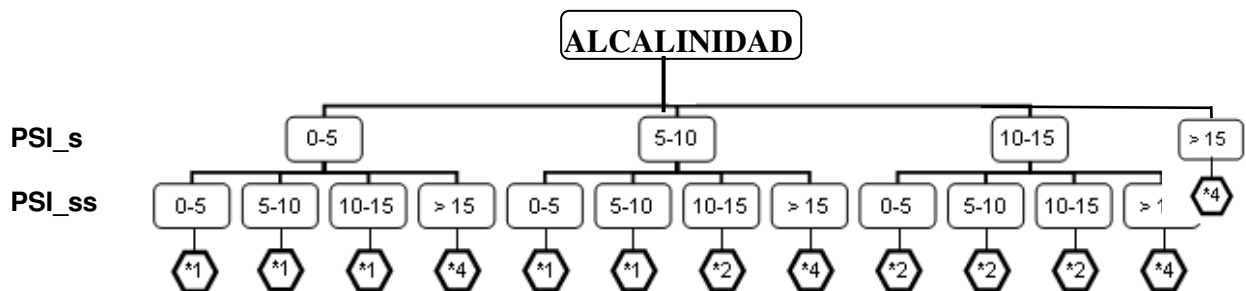 ALCALINIDAD
PSI_s 0-5 5-10 10-15 > 15
PSI_ss 0-5 5-10 10-15 > 15 0-5 5-10 10-15 > 15 0-5 5-10 10-15 > 1 *4
*1 *1 *1 *4 *1 *1 *2 *4 *2 *2 *2 *4